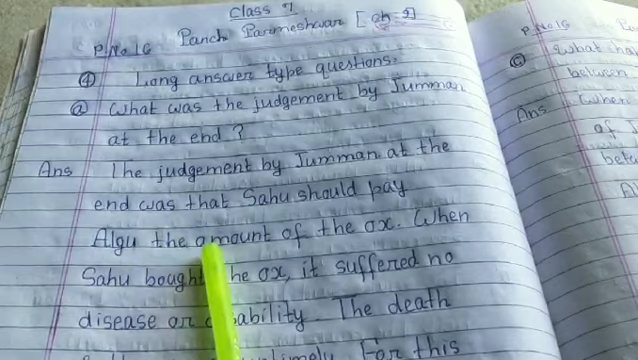 Class 7
P.No 16 Panch Parmeshwar [ch-2]
④ Long answer type questions.
ⓐ What was the judgement by Jumman
at the end?
Ans The judgement by Jumman at the
end was that Sahu should pay
Algu the amount of the ox. When
Sahu bought the ox, it suffered no
disease or disability. The death
For this
P.No 16
ⓒ What
between
Ans When
of